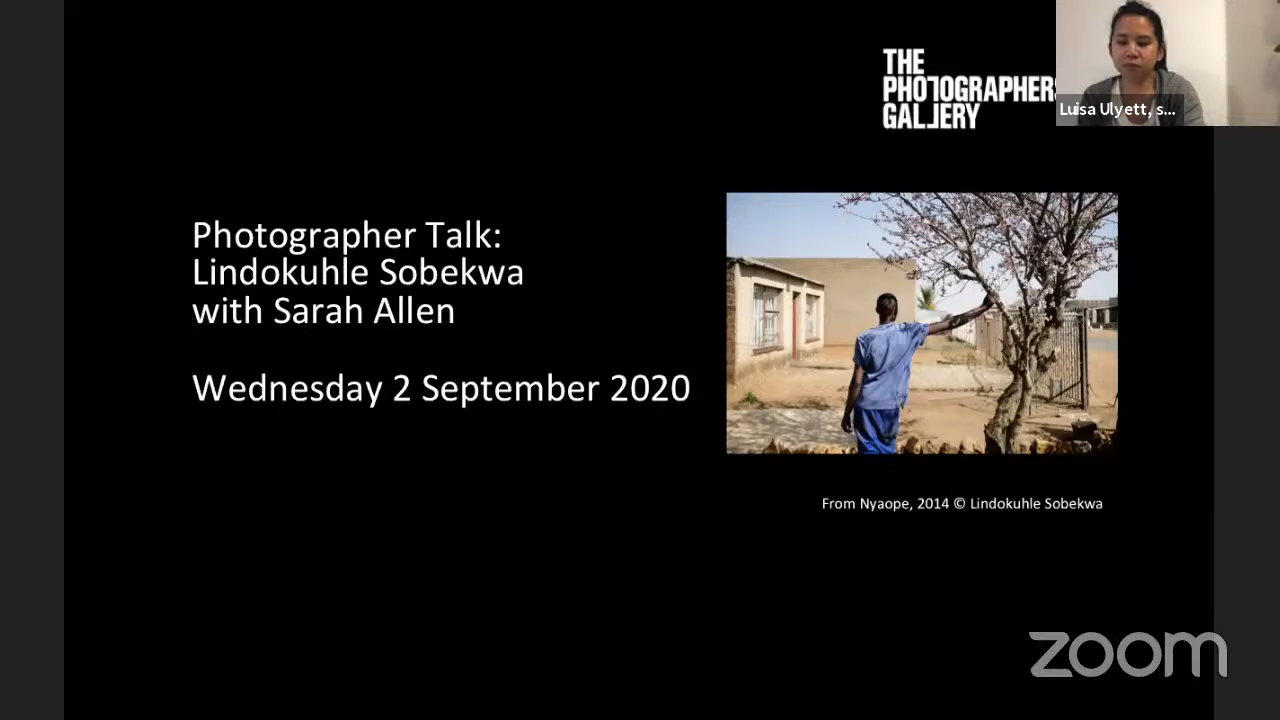 THE
PHOTOGRAPHERS
GALLERY
Luisa Ulyett, s...
Photographer Talk:
Lindokuhle Sobekwa
with Sarah Allen
Wednesday 2 September 2020
From Nyaope, 2014 © Lindokuhle Sobekwa
zoom